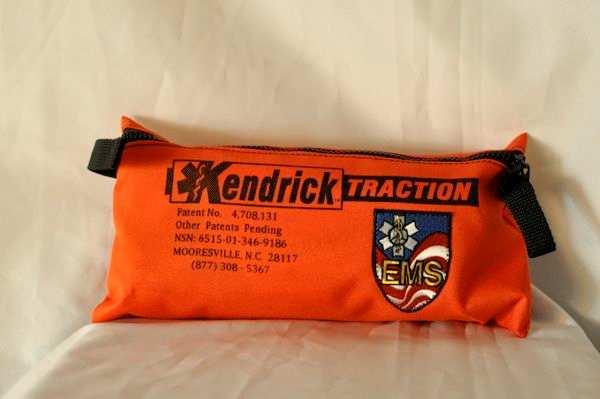 Kendrick TRACTION
Patent No. 4,708,131
Other Patents Pending
NSN: 6515-01-346-9186
MOORESVILLE, N.C. 28117
(877) 308-5367
EMS